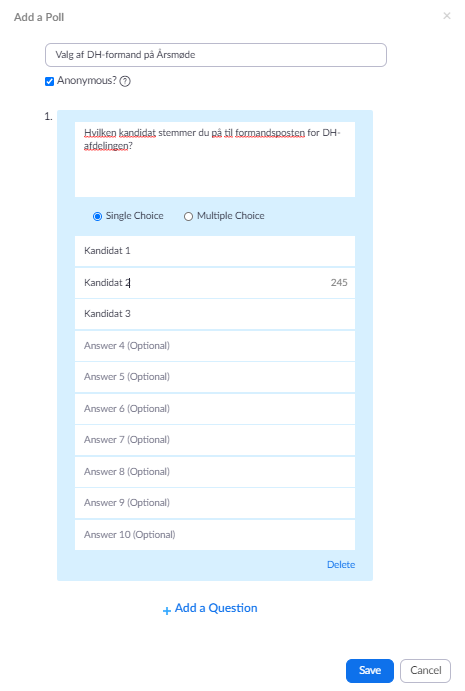 Add a Poll
×
Valg af DH-formand på Årsmøde
Anonymous? ?
1.
Hvilken kandidat stemmer du på til formandsposten for DH-
afdelingen?
Single Choice Multiple Choice
Kandidat 1
Kandidat 2 245
Kandidat 3
Answer 4 (Optional)
Answer 5 (Optional)
Answer 6 (Optional)
Answer 7 (Optional)
Answer 8 (Optional)
Answer 9 (Optional)
Answer 10 (Optional)
Delete
+ Add a Question
Save Cancel